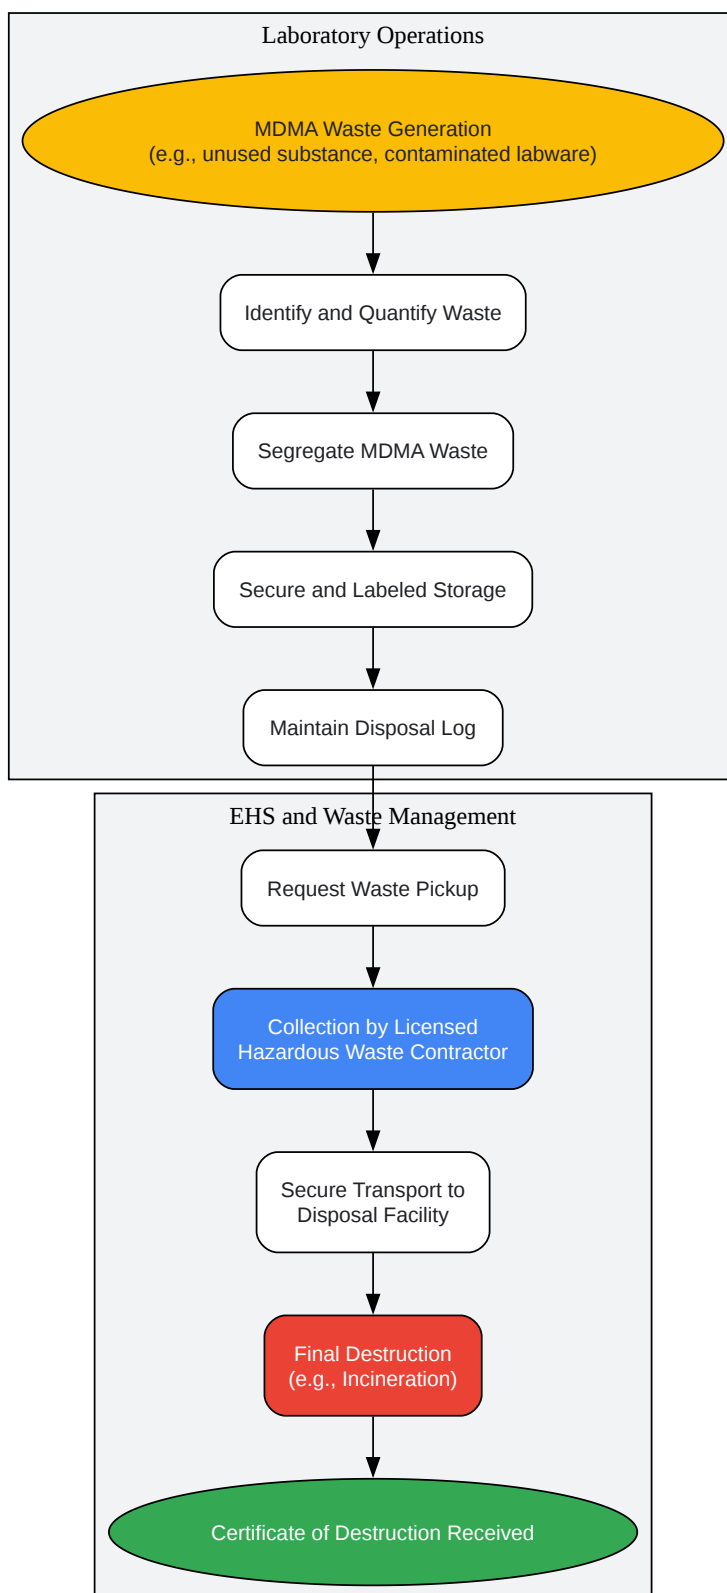 Laboratory Operations
MDMA Waste Generation
(e.g., unused substance, contaminated labware)
Identify and Quantify Waste
Segregate MDMA Waste
Secure and Labeled Storage
Maintain Disposal Log
EHS and Waste Management
Request Waste Pickup
Collection by Licensed
Hazardous Waste Contractor
Secure Transport to
Disposal Facility
Final Destruction
(e.g., Incineration)
Certificate of Destruction Received